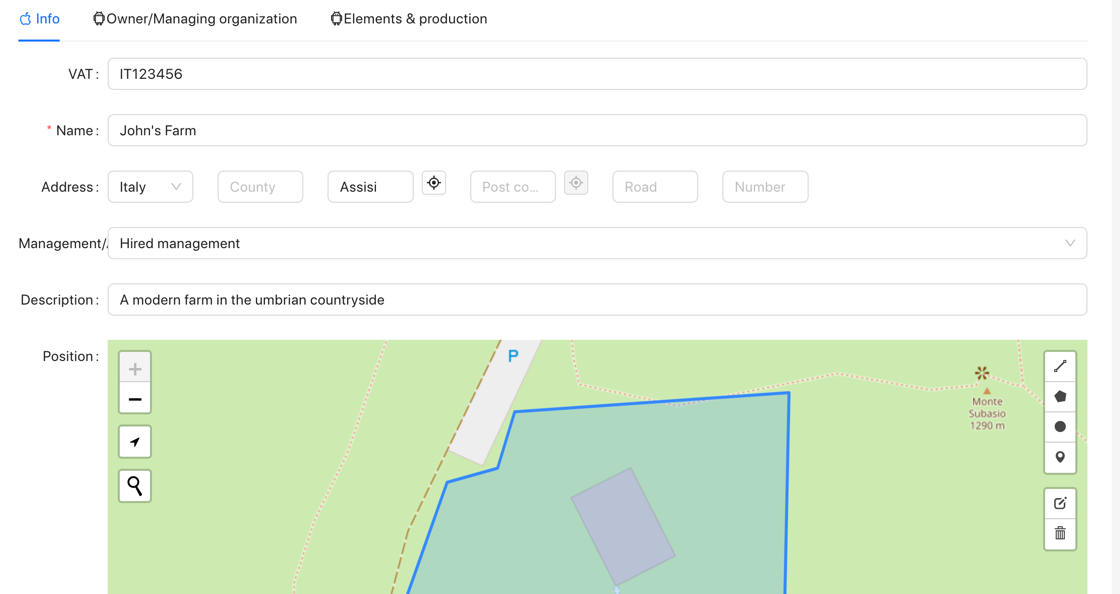 Info Owner/Managing organization Elements & production
VAT : IT123456
* Name : John's Farm
Address : Italy County Assisi Post co... Road Number
Management/ Hired management
Description : A modern farm in the umbrian countryside
Position :
P
+
−
Monte
Subasio
1290 m